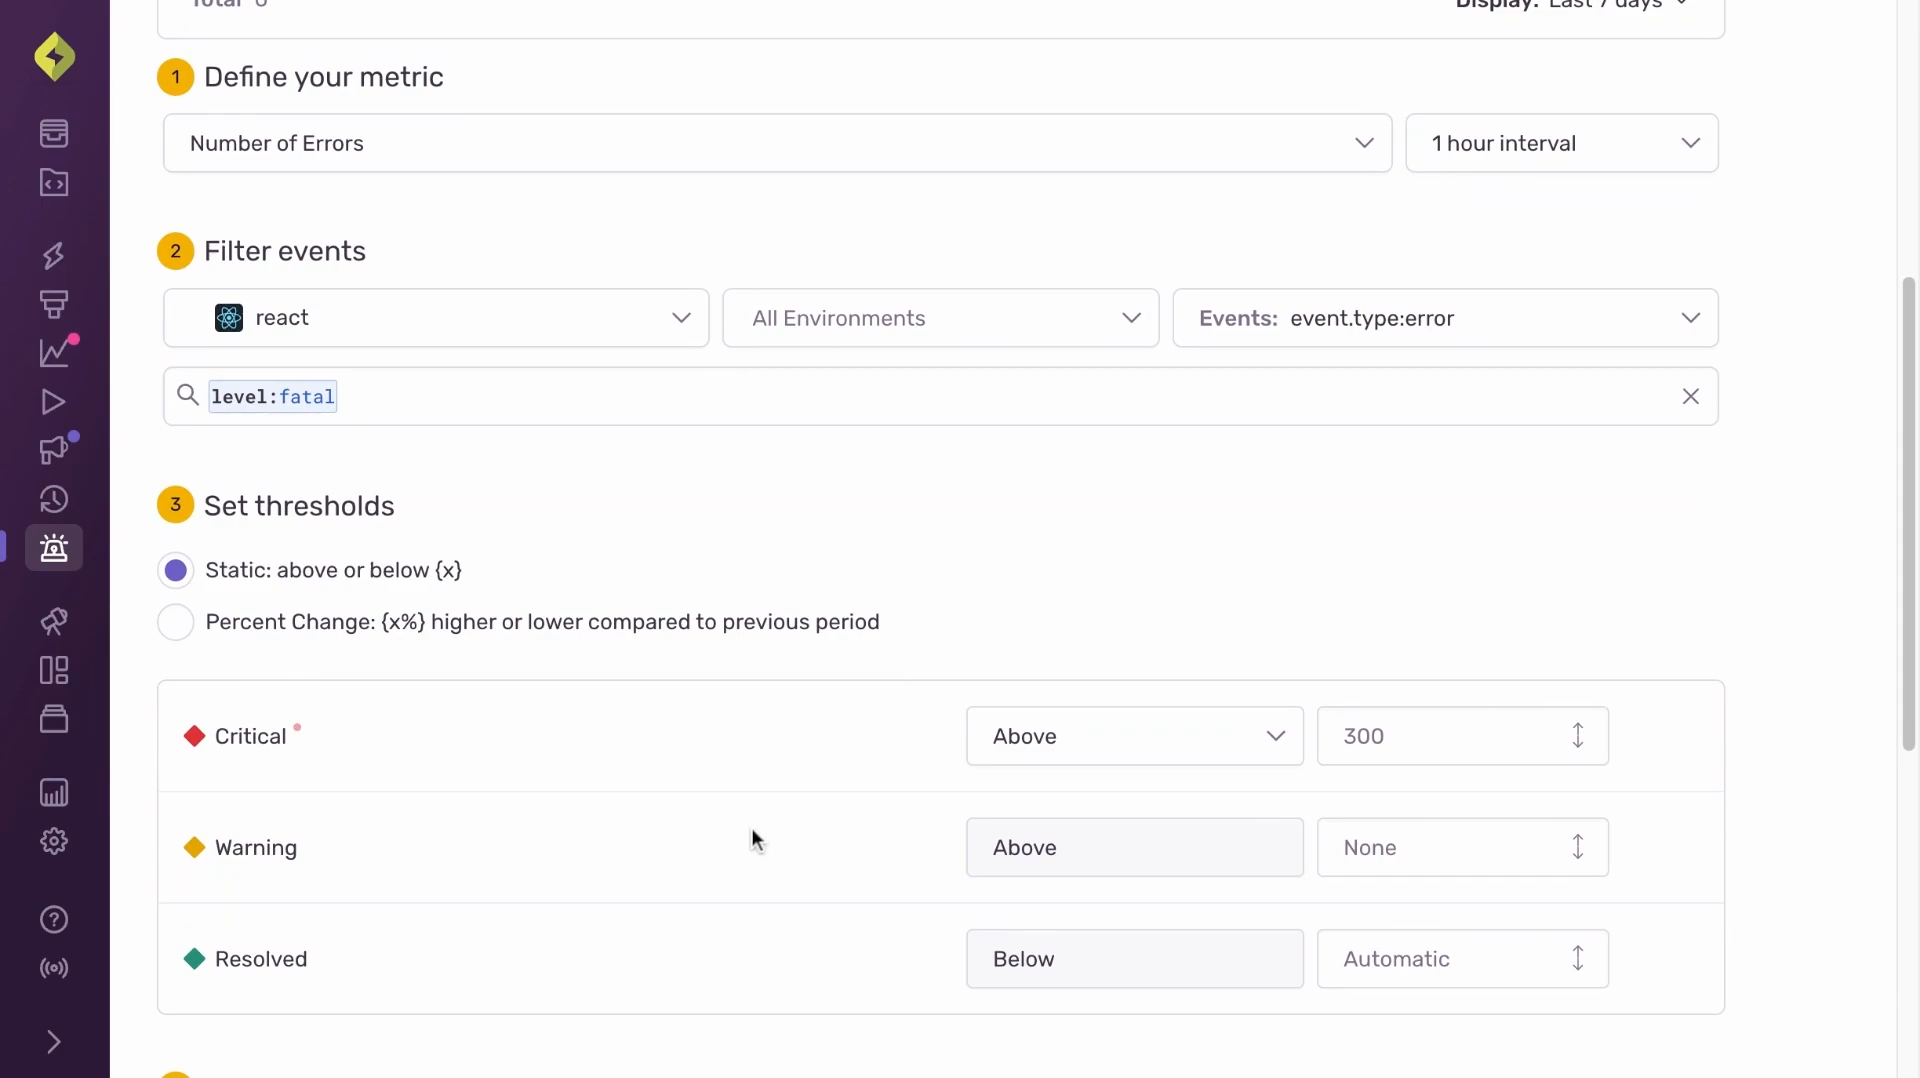 Total 6
Display: Last 7 days
1 Define your metric
Number of Errors
1 hour interval
2 Filter events
react
All Environments
Events: event.type:error
level:fatal
3 Set thresholds
Static: above or below {x}
Percent Change: {x%} higher or lower compared to previous period
Critical
Above
300
Warning
Above
None
Resolved
Below
Automatic